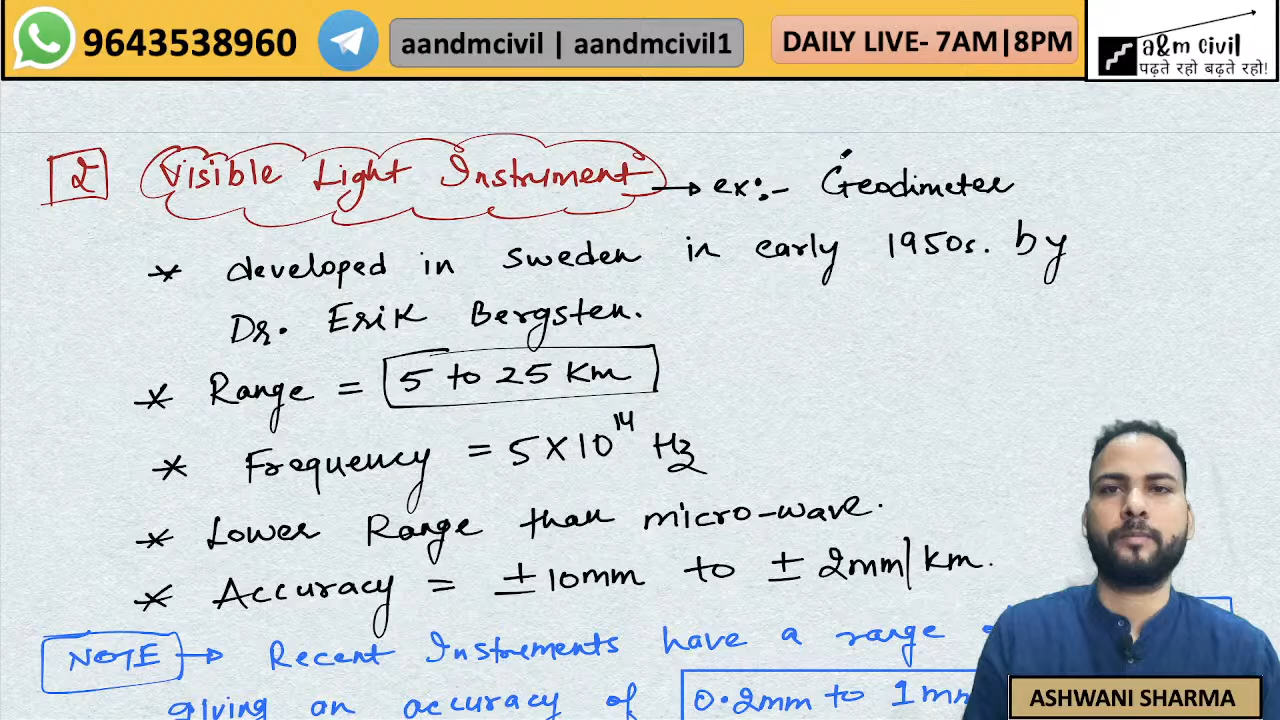 9643538960
aandmcivil | aandmcivil1
DAILY LIVE- 7AM|8PM
a&m civil
पढ़ते रहो बढ़ते रहो!
2 Visible Light Instrument → ex:- Geodimeter
* developed in Sweden in early 1950s. by
Dr. Erik Bergsten.
* Range = 5 to 25 Km
* Frequency = 5X10¹⁴ Hz
* Lower Range than micro-wave.
* Accuracy = ±10mm to ± 2mm|km.
NOTE → Recent Instruments have a range
giving an accuracy of 0.2mm to 1mm
ASHWANI SHARMA